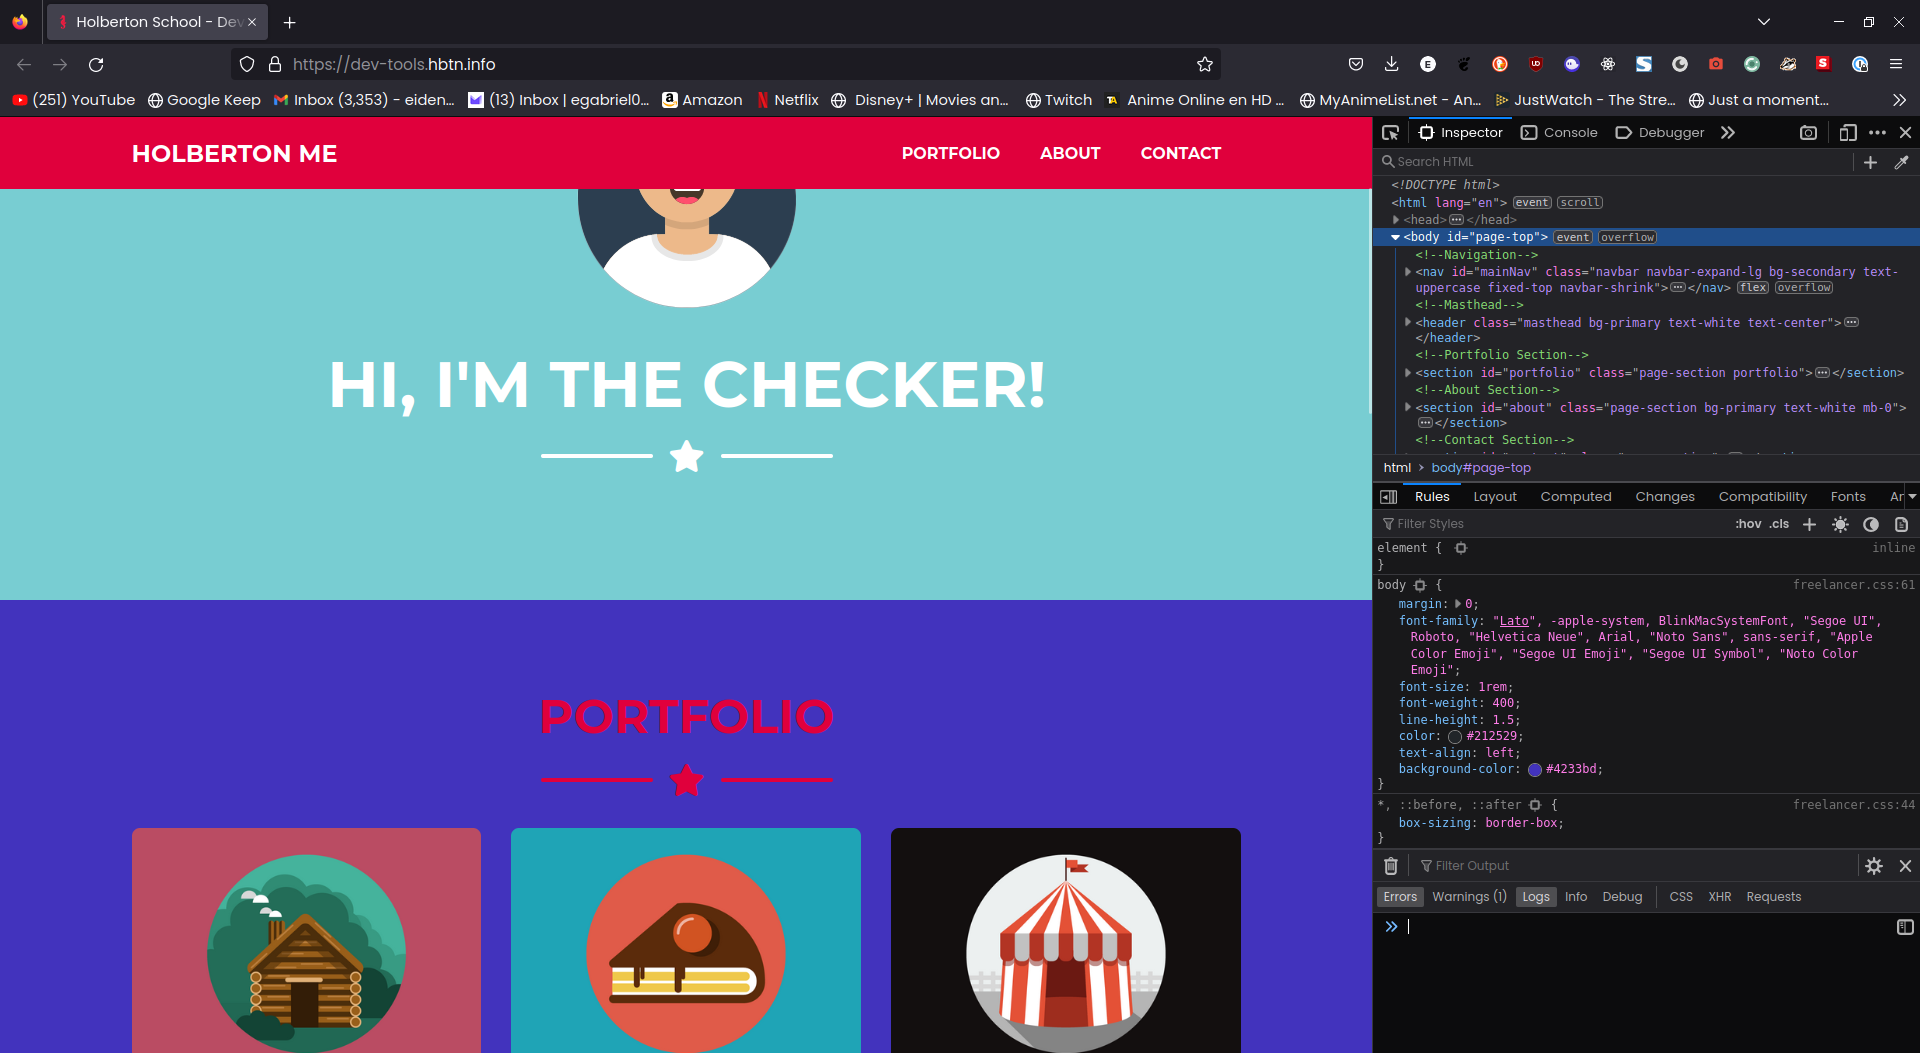 Holberton School - Dev
https://dev-tools.hbtn.info
E
UD
S
S
(251) YouTube
Google Keep
Inbox (3,353) - eiden...
(13) Inbox | egabriel0...
Amazon
Netflix
Disney+ | Movies an...
Twitch
Anime Online en HD ...
MyAnimeList.net - An...
JustWatch - The Stre...
Just a moment...
HOLBERTON ME
PORTFOLIO ABOUT CONTACT
HI, I'M THE CHECKER!
PORTFOLIO
Inspector Console Debugger
Search HTML
<!DOCTYPE html>
<html lang="en"> event scroll
<head> ··· </head>
<body id="page-top"> event overflow
<!--Navigation-->
<nav id="mainNav" class="navbar navbar-expand-lg bg-secondary text-
uppercase fixed-top navbar-shrink"> ··· </nav> flex overflow
<!--Masthead-->
<header class="masthead bg-primary text-white text-center"> ···
</header>
<!--Portfolio Section-->
<section id="portfolio" class="page-section portfolio"> ··· </section>
<!--About Section-->
<section id="about" class="page-section bg-primary text-white mb-0">
··· </section>
<!--Contact Section-->
html › body#page-top
Rules Layout Computed Changes Compatibility Fonts Ar
Filter Styles :hov .cls
element { inline
}
body { freelancer.css:61
margin: 0;
font-family: "Lato", -apple-system, BlinkMacSystemFont, "Segoe UI",
Roboto, "Helvetica Neue", Arial, "Noto Sans", sans-serif, "Apple
Color Emoji", "Segoe UI Emoji", "Segoe UI Symbol", "Noto Color
Emoji";
font-size: 1rem;
font-weight: 400;
line-height: 1.5;
color: #212529;
text-align: left;
background-color: #4233bd;
}
*, ::before, ::after { freelancer.css:44
box-sizing: border-box;
}
Filter Output
Errors Warnings (1) Logs Info Debug CSS XHR Requests